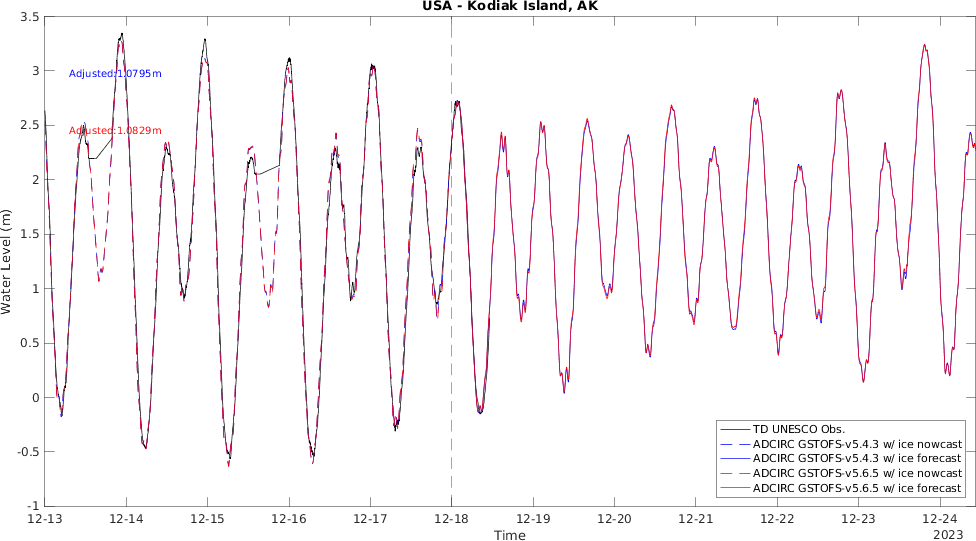 USA - Kodiak Island, AK
3.5
3
2.5
2
1.5
1
0.5
0
-0.5
-1
Water Level (m)
Adjusted:1.0795m
Adjusted:1.0829m
TD UNESCO Obs.
ADCIRC GSTOFS-v5.4.3 w/ ice nowcast
ADCIRC GSTOFS-v5.4.3 w/ ice forecast
ADCIRC GSTOFS-v5.6.5 w/ ice nowcast
ADCIRC GSTOFS-v5.6.5 w/ ice forecast
12-13 12-14 12-15 12-16 12-17 12-18 12-19 12-20 12-21 12-22 12-23 12-24
Time
2023